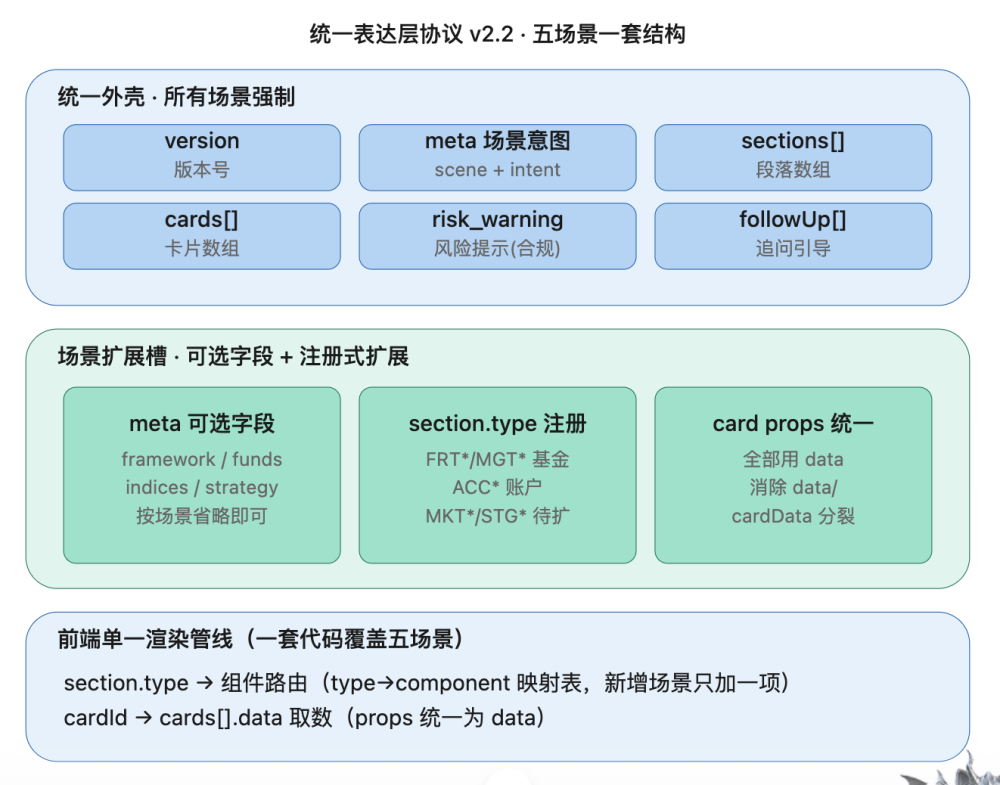 统一表达层协议 v2.2 · 五场景一套结构
统一外壳 · 所有场景强制
version
版本号
meta 场景意图
scene + intent
sections[]
段落数组
cards[]
卡片数组
risk_warning
风险提示(合规)
followUp[]
追问引导
场景扩展槽 · 可选字段 + 注册式扩展
meta 可选字段
framework / funds
indices / strategy
按场景省略即可
section.type 注册
FRT*/MGT* 基金
ACC* 账户
MKT*/STG* 待扩
card props 统一
全部用 data
消除 data/
cardData 分裂
前端单一渲染管线（一套代码覆盖五场景）
section.type → 组件路由（type→component 映射表，新增场景只加一项）
cardId → cards[].data 取数（props 统一为 data）